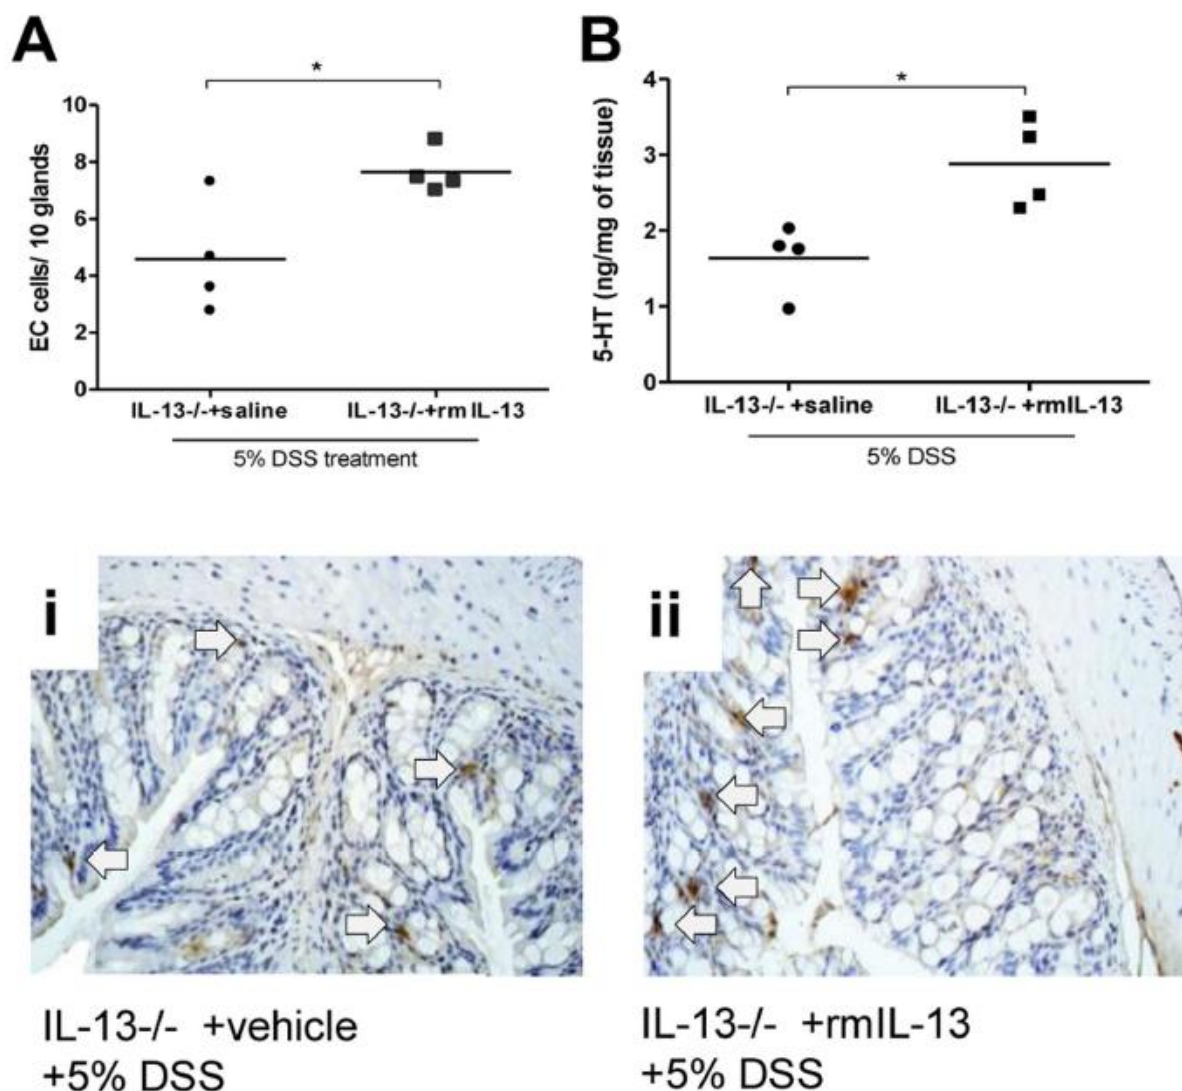 A
*
10
8
6
4
2
0
EC cells/ 10 glands
IL-13-/-+saline
IL-13-/-+rm IL-13
5% DSS treatment
B
*
4
3
2
1
0
5-HT (ng/mg of tissue)
IL-13-/- +saline
IL-13-/- +rmIL-13
5% DSS
i
ii
IL-13-/- +vehicle
+5% DSS
IL-13-/- +rmIL-13
+5% DSS